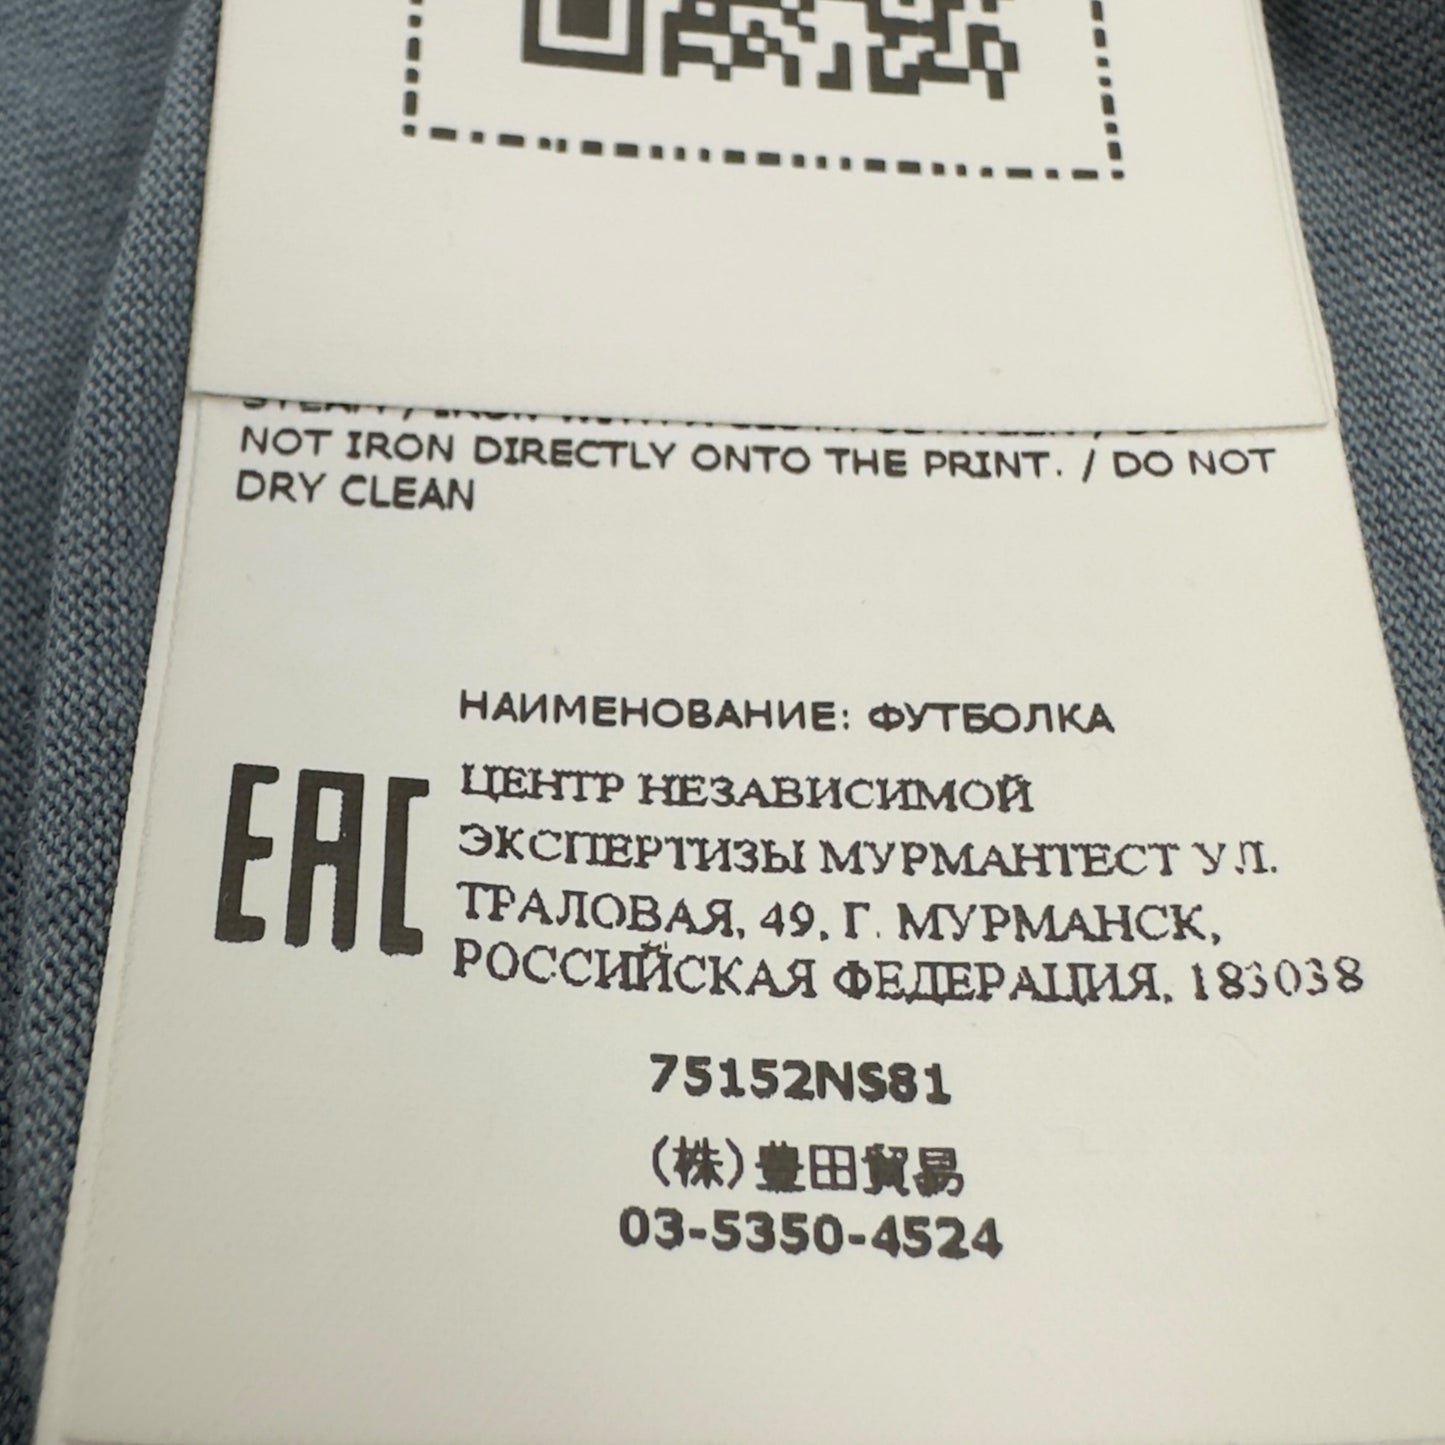 NOT IRON DIRECTLY ONTO THE PRINT. / DO NOT
DRY CLEAN
НАИМЕНОВАНИЕ: ФУТБОЛКА
EAC
ЦЕНТР НЕЗАВИСИМОЙ
ЭКСПЕРТИЗЫ МУРМАНТЕСТ УЛ.
ТРАЛОВАЯ, 49, Г. МУРМАНСК,
РОССИЙСКАЯ ФЕДЕРАЦИЯ, 183038
75152NS81
(株)豊田貿易
03-5350-4524